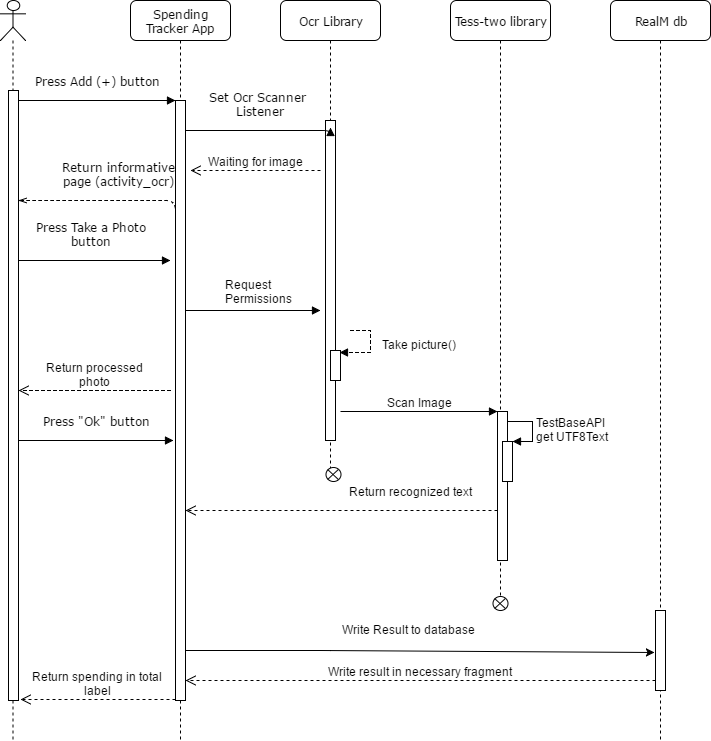 Spending
Tracker App
Ocr Library
Tess-two library
RealM db
Press Add (+) button
Set Ocr Scanner
Listener
Waiting for image
Return informative
page (activity_ocr)
Press Take a Photo
button
Request
Permissions
Take picture()
Return processed
photo
Scan Image
Press "Ok" button
TestBaseAPI
get UTF8Text
Return recognized text
Write Result to database
Write result in necessary fragment
Return spending in total
label